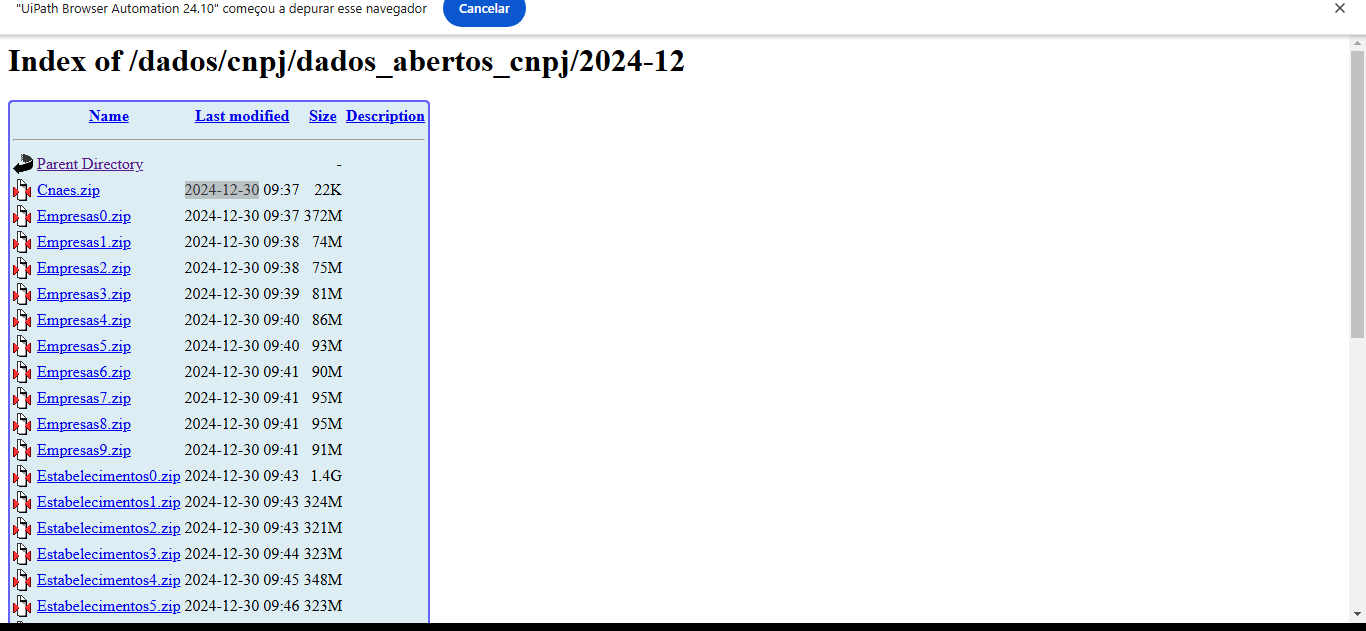 "UiPath Browser Automation 24.10" começou a depurar esse navegador Cancelar
Index of /dados/cnpj/dados_abertos_cnpj/2024-12
Name Last modified Size Description
Parent Directory -
Cnaes.zip 2024-12-30 09:37 22K
Empresas0.zip 2024-12-30 09:37 372M
Empresas1.zip 2024-12-30 09:38 74M
Empresas2.zip 2024-12-30 09:38 75M
Empresas3.zip 2024-12-30 09:39 81M
Empresas4.zip 2024-12-30 09:40 86M
Empresas5.zip 2024-12-30 09:40 93M
Empresas6.zip 2024-12-30 09:41 90M
Empresas7.zip 2024-12-30 09:41 95M
Empresas8.zip 2024-12-30 09:41 95M
Empresas9.zip 2024-12-30 09:41 91M
Estabelecimentos0.zip 2024-12-30 09:43 1.4G
Estabelecimentos1.zip 2024-12-30 09:43 324M
Estabelecimentos2.zip 2024-12-30 09:43 321M
Estabelecimentos3.zip 2024-12-30 09:44 323M
Estabelecimentos4.zip 2024-12-30 09:45 348M
Estabelecimentos5.zip 2024-12-30 09:46 323M